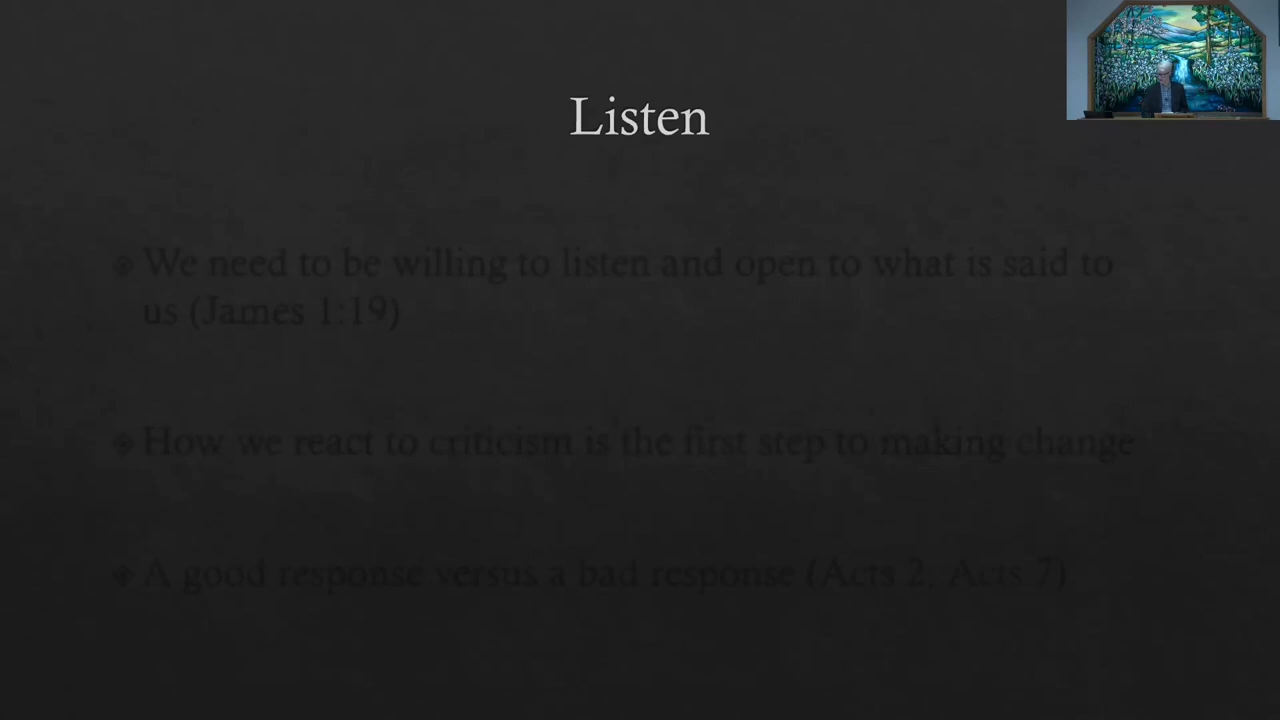 Listen
We need to be willing to listen and open to what is said to
us (James 1:19)
How we react to criticism is the first step to making change
A good response versus a bad response (Acts 2; Acts 7)